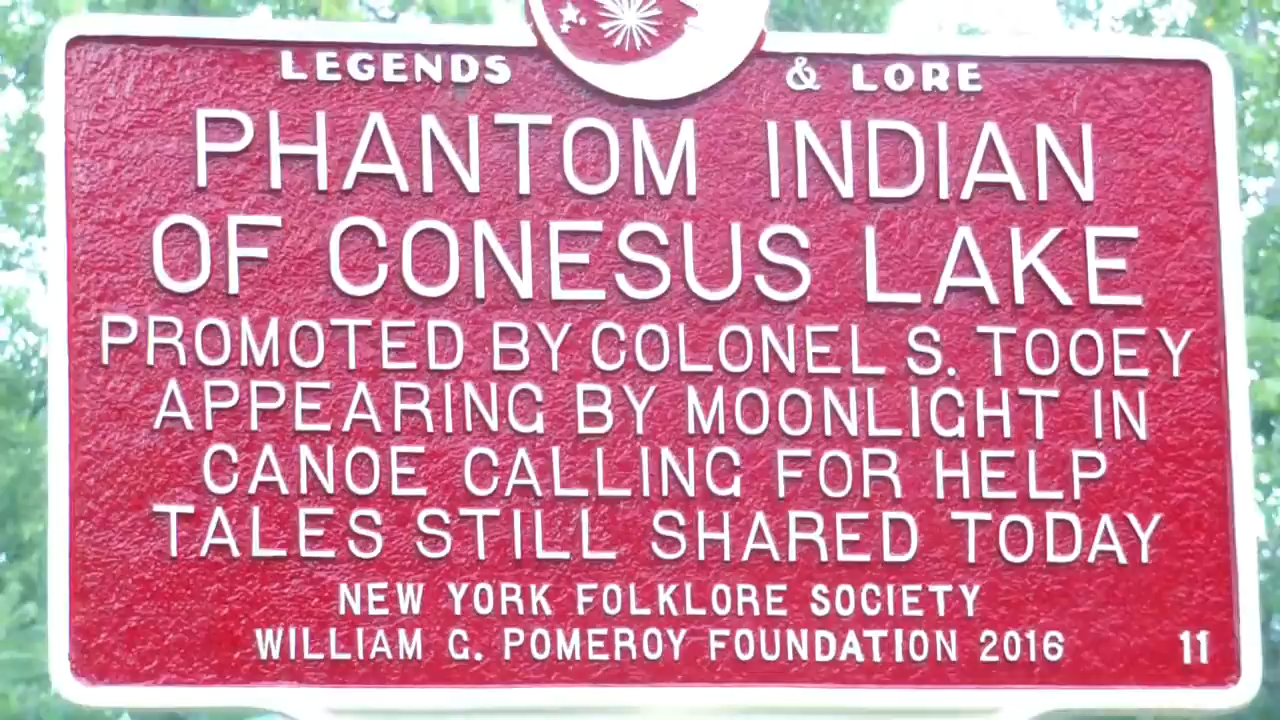 LEGENDS & LORE
PHANTOM INDIAN
OF CONESUS LAKE
PROMOTED BY COLONEL S. TOOEY
APPEARING BY MOONLIGHT IN
CANOE CALLING FOR HELP
TALES STILL SHARED TODAY
NEW YORK FOLKLORE SOCIETY
WILLIAM G. POMEROY FOUNDATION 2016 11